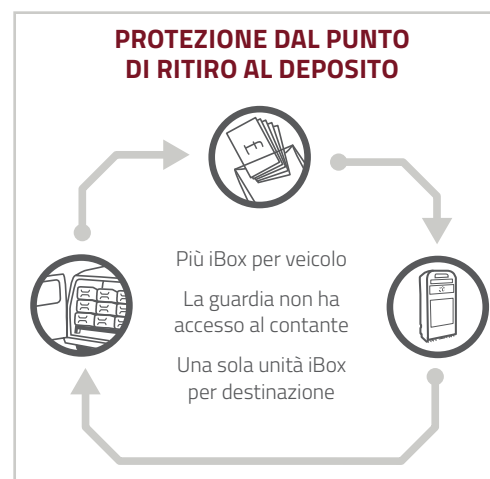 PROTEZIONE DAL PUNTO
DI RITIRO AL DEPOSITO
£
Più iBox per veicolo
La guardia non ha
accesso al contante
Una sola unità iBox
per destinazione